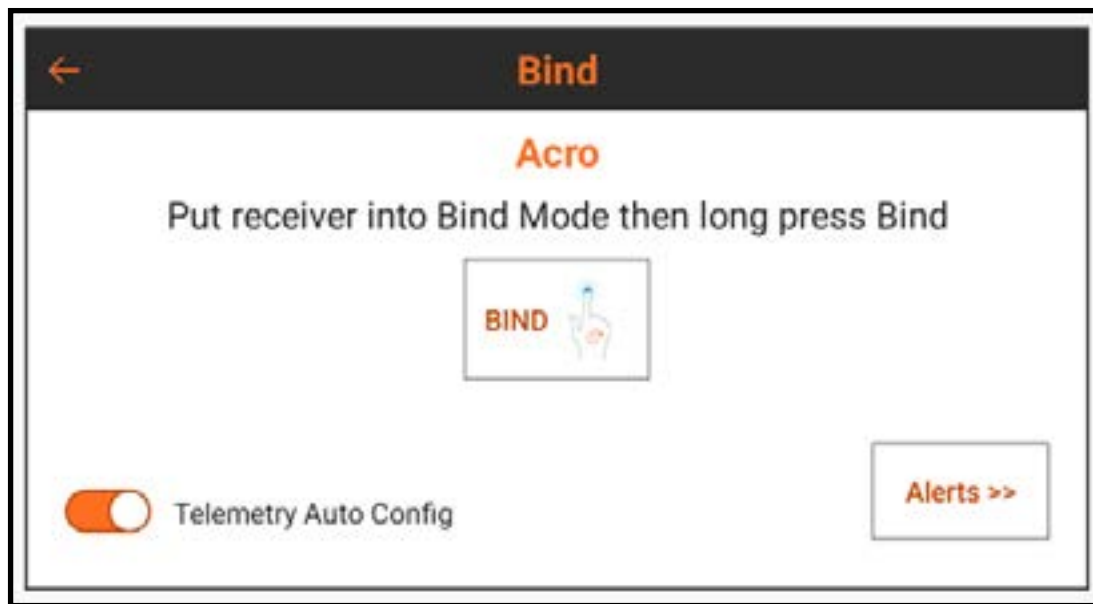 Bind
Acro
Put receiver into Bind Mode then long press Bind
BIND
Telemetry Auto Config
Alerts >>